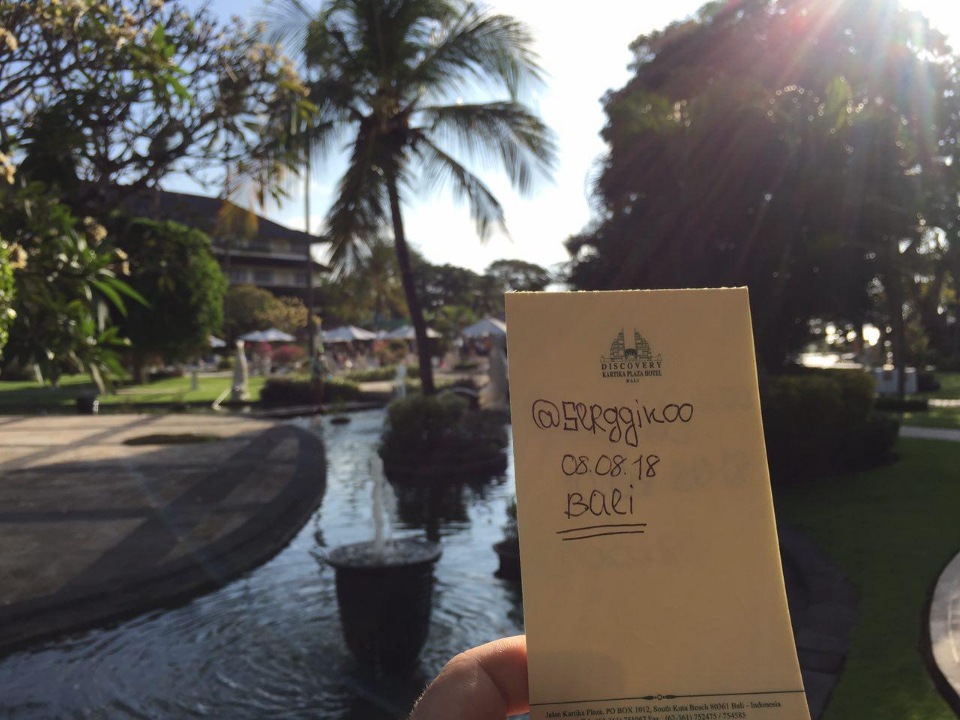 DISCOVERY
KARTIKA PLAZA HOTEL
BALI
@serggikoo
08.08.18
Bali
Jalan Kartika Plaza, PO BOX 1012, South Kuta Beach 80361 Bali - Indonesia